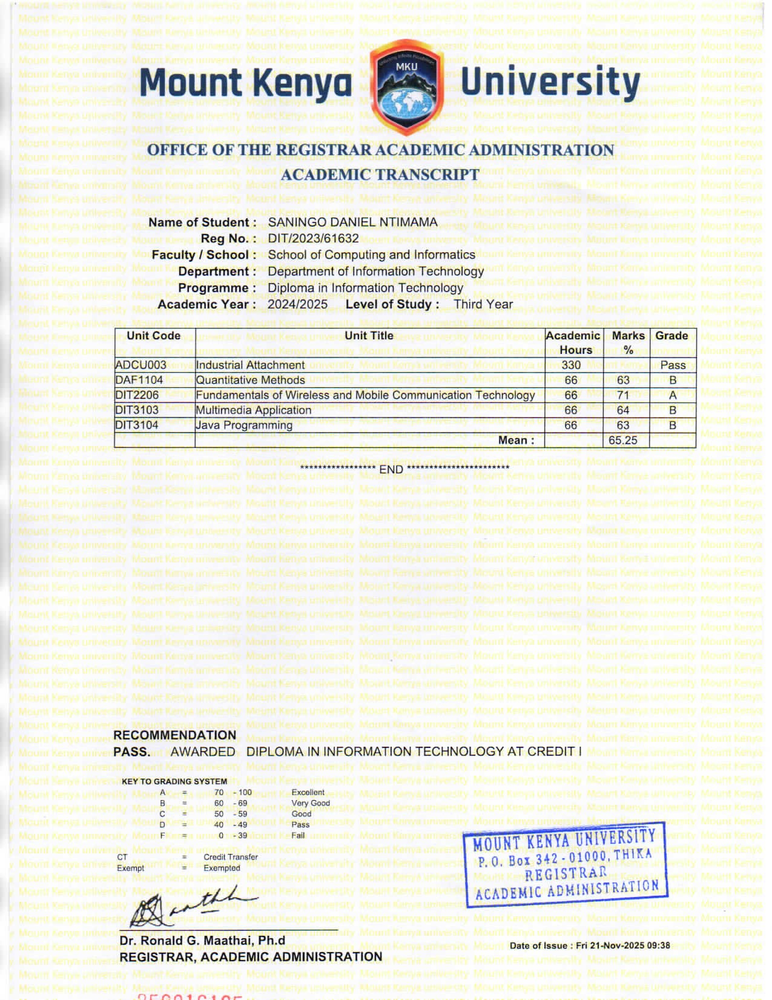 Unlocking Infinite Possibilities
MKU
Mount Kenya University
OFFICE OF THE REGISTRAR ACADEMIC ADMINISTRATION
ACADEMIC TRANSCRIPT
Name of Student : SANINGO DANIEL NTIMAMA
Reg No. : DIT/2023/61632
Faculty / School : School of Computing and Informatics
Department : Department of Information Technology
Programme : Diploma in Information Technology
Academic Year : 2024/2025 Level of Study : Third Year
Unit Code Unit Title Academic Hours Marks % Grade
ADCU003 Industrial Attachment 330 Pass
DAF1104 Quantitative Methods 66 63 B
DIT2206 Fundamentals of Wireless and Mobile Communication Technology 66 71 A
DIT3103 Multimedia Application 66 64 B
DIT3104 Java Programming 66 63 B
Mean : 65.25
***************** END ***********************
RECOMMENDATION
PASS. AWARDED DIPLOMA IN INFORMATION TECHNOLOGY AT CREDIT I
KEY TO GRADING SYSTEM
A = 70 - 100 Excellent
B = 60 - 69 Very Good
C = 50 - 59 Good
D = 40 - 49 Pass
F = 0 - 39 Fail
CT = Credit Transfer
Exempt = Exempted
MOUNT KENYA UNIVERSITY
P. O. Box 342 - 01000, THIKA
REGISTRAR
ACADEMIC ADMINISTRATION
Dr. Ronald G. Maathai, Ph.d
REGISTRAR, ACADEMIC ADMINISTRATION
Date of Issue : Fri 21-Nov-2025 09:38